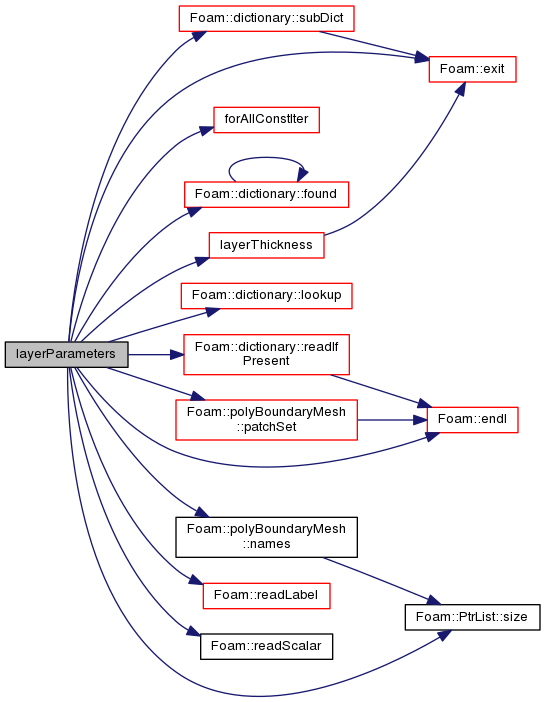 Foam::dictionary::subDict
Foam::exit
forAllConstIter
Foam::dictionary::found
layerThickness
Foam::dictionary::lookup
layerParameters
Foam::dictionary::readIf
Present
Foam::polyBoundaryMesh
::patchSet
Foam::endl
Foam::polyBoundaryMesh
::names
Foam::readLabel
Foam::PtrList::size
Foam::readScalar